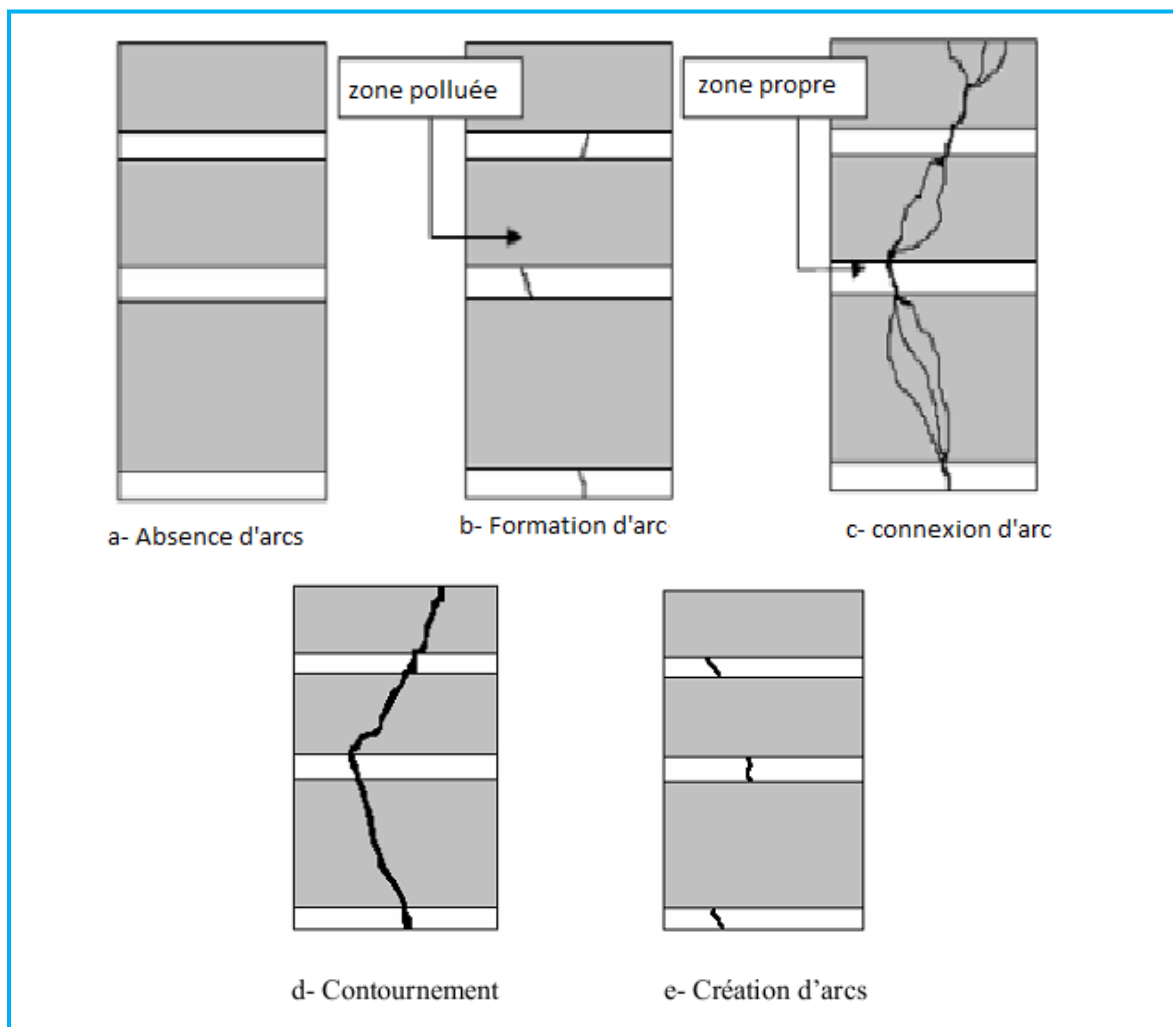 zone polluée
zone propre
a- Absence d'arcs
b- Formation d'arc
c- connexion d'arc
d- Contournement
e- Création d’arcs